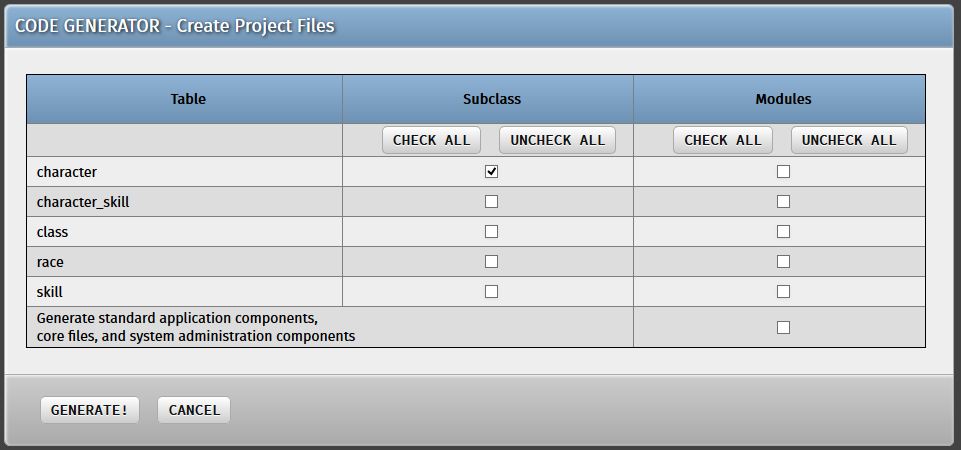 CODE GENERATOR - Create Project Files
Table Subclass Modules
CHECK ALL UNCHECK ALL CHECK ALL UNCHECK ALL
character
character_skill
class
race
skill
Generate standard application components,
core files, and system administration components
GENERATE! CANCEL